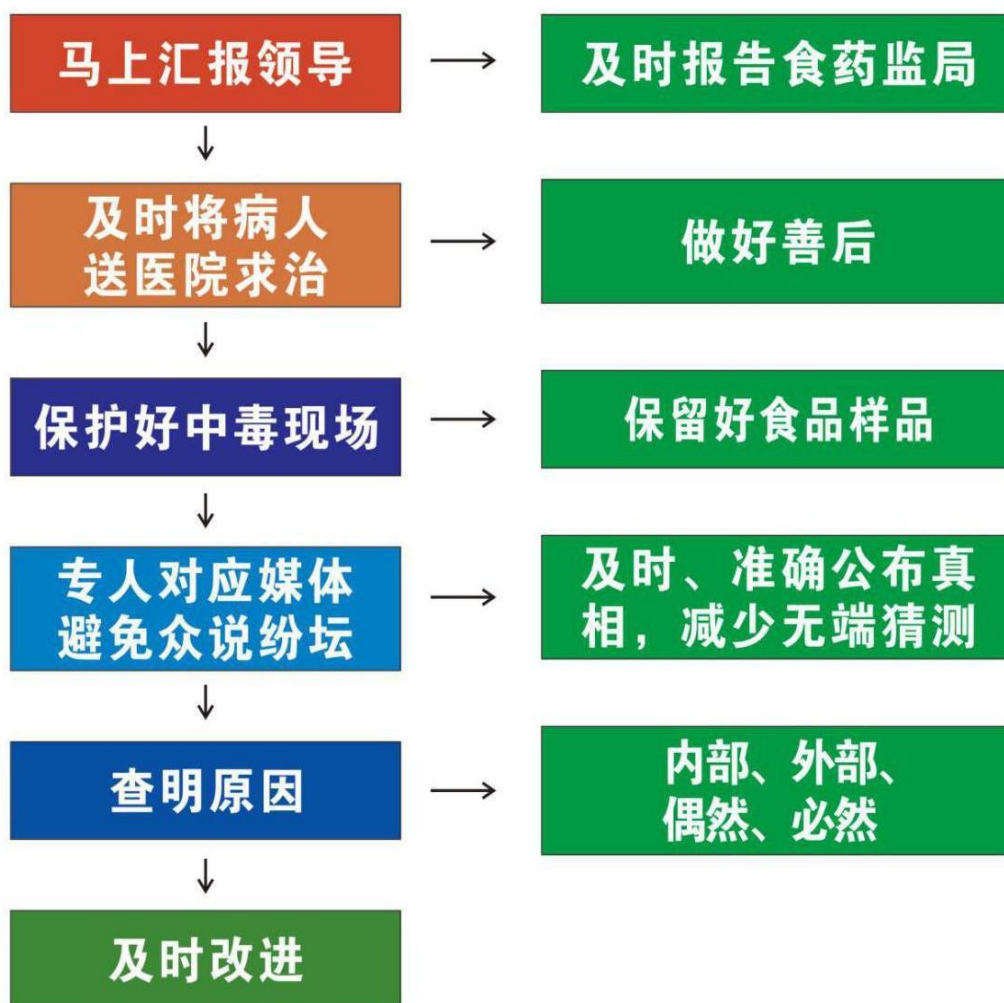 马上汇报领导
及时报告食药监局
及时将病人
送医院求治
做好善后
保护好中毒现场
保留好食品样品
专人对应媒体
避免众说纷坛
及时、准确公布真
相，减少无端猜测
查明原因
内部、外部、
偶然、必然
及时改进